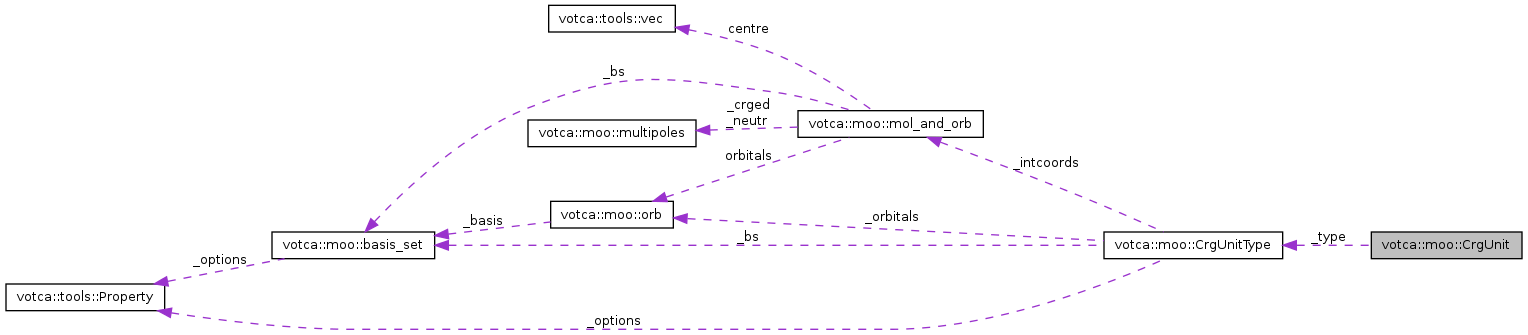 votca::tools::vec
centre
_bs
_crged
_neutr
votca::moo::mol_and_orb
votca::moo::multipoles
orbitals
_intcoords
votca::moo::orb
_basis
_orbitals
votca::moo::basis_set
_bs
votca::moo::CrgUnitType
_type
votca::moo::CrgUnit
_options
votca::tools::Property
_options